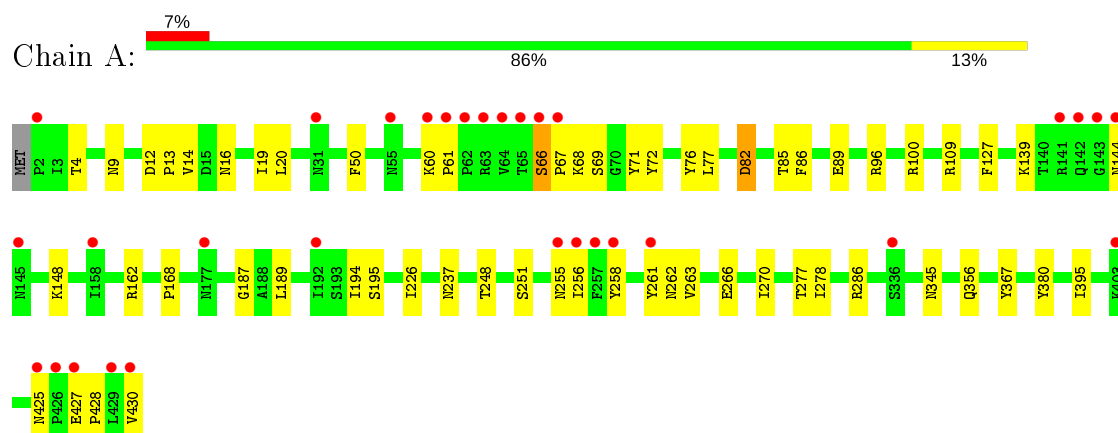 7%
Chain A:
86% 13%
MET P2 I3 T4 N9 D12 P13 V14 D15 N16 I19 L20 N31 F50 N55 K60 P61 P62 R63 V64 T65 S66 P67 K68 S69 G70 Y71 Y72 Y76 L77 D82 T85 F86 E89 R96 R100 R109 F127 K139 T140 R141 Q142 G143 N144
N145 K148 I158 R162 P168 N177 G187 A188 L189 I192 S193 I194 S195 I226 N237 T248 S251 N255 I256 F257 Y258 Y261 N262 V263 E266 I270 T277 I278 R286 S336 N345 Q356 Y367 Y380 I395 K403
N425 P426 E427 P428 L429 V430